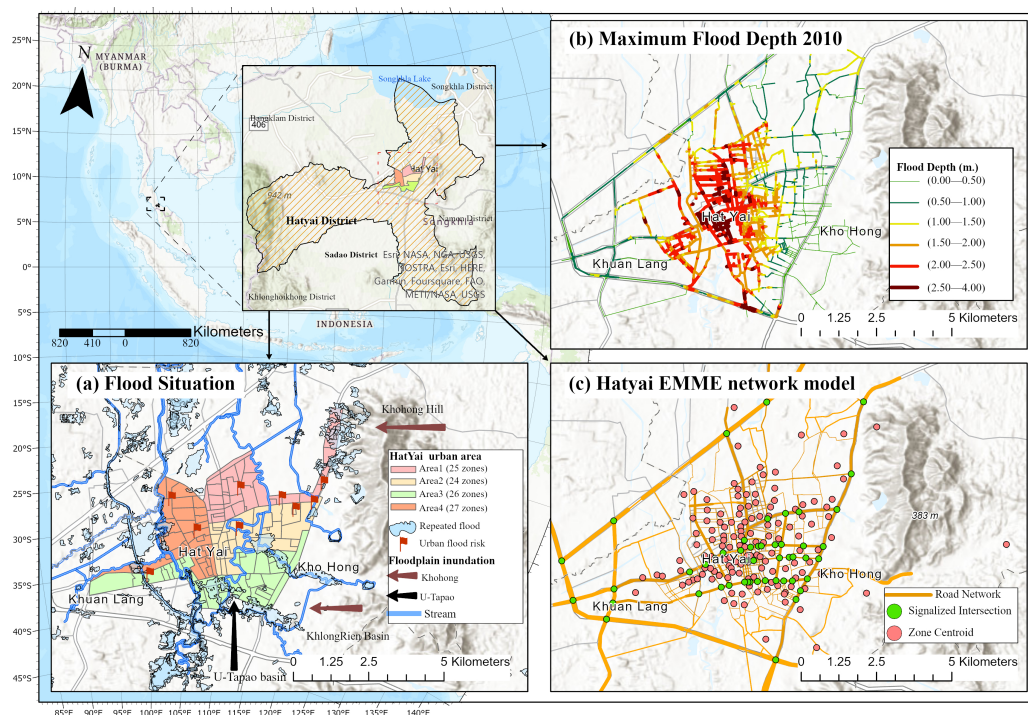 25°N
20°N
15°N
10°N
5°N
0°
5°S
10°S
15°S
20°S
25°S
30°S
35°S
40°S
45°S
85°E
90°E
95°E
100°E
105°E
110°E
115°E
120°E
125°E
130°E
135°E
140°E
N
MYANMAR
(BURMA)
INDONESIA
820 410 0 820 Kilometers
Songkhla Lake
Songkhla District
Bangklam District
406
Hat Yai
942 m
Hatyai District
Namom District
Songkhla
Sadao District
Esri, NASA, NGA, USGS,
NOSTRA, Esri, HERE,
Garmin, Foursquare, FAO,
METI/NASA, USGS
Khlonghoikhong District
(b) Maximum Flood Depth 2010
Flood Depth (m.)
(0.00—0.50)
(0.50—1.00)
(1.00—1.50)
(1.50—2.00)
(2.00—2.50)
(2.50—4.00)
Hat Yai
Kho Hong
Khuan Lang
0 1.25 2.5 5 Kilometers
(a) Flood Situation
Khohong Hill
HatYai urban area
Area1 (25 zones)
Area2 (24 zones)
Area3 (26 zones)
Area4 (27 zones)
Repeated flood
Urban flood risk
Floodplain inundation
Khohong
U-Tapao
Stream
Hat Yai
Kho Hong
Khuan Lang
KhlongRien Basin
U-Tapao basin
0 1.25 2.5 5 Kilometers
(c) Hatyai EMME network model
383 m
Hat Yai
Kho Hong
Khuan Lang
Road Network
Signalized Intersection
Zone Centroid
0 1.25 2.5 5 Kilometers